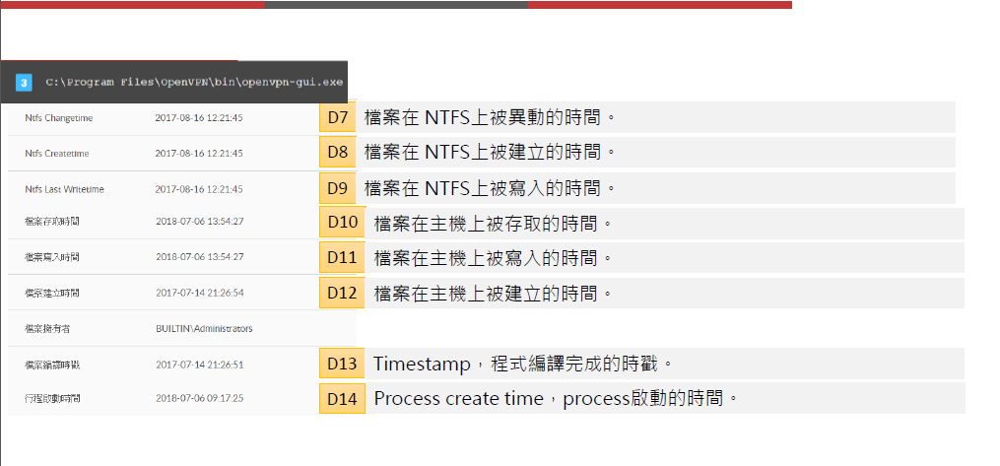 3 C:\Program Files\OpenVPN\bin\openvpn-gui.exe
Ntfs Changetime 2017-08-16 12:21:45 D7 檔案在 NTFS上被異動的時間。
Ntfs Createtime 2017-08-16 12:21:45 D8 檔案在 NTFS上被建立的時間。
Ntfs Last Writetime 2017-08-16 12:21:45 D9 檔案在 NTFS上被寫入的時間。
檔案存取時間 2018-07-06 13:54:27 D10 檔案在主機上被存取的時間。
檔案寫入時間 2018-07-06 13:54:27 D11 檔案在主機上被寫入的時間。
檔案建立時間 2017-07-14 21:26:54 D12 檔案在主機上被建立的時間。
檔案擁有者 BUILTIN\Administrators
檔案編譯時戳 2017-07-14 21:26:51 D13 Timestamp，程式編譯完成的時戳。
行程啟動時間 2018-07-06 09:17:25 D14 Process create time，process啟動的時間。